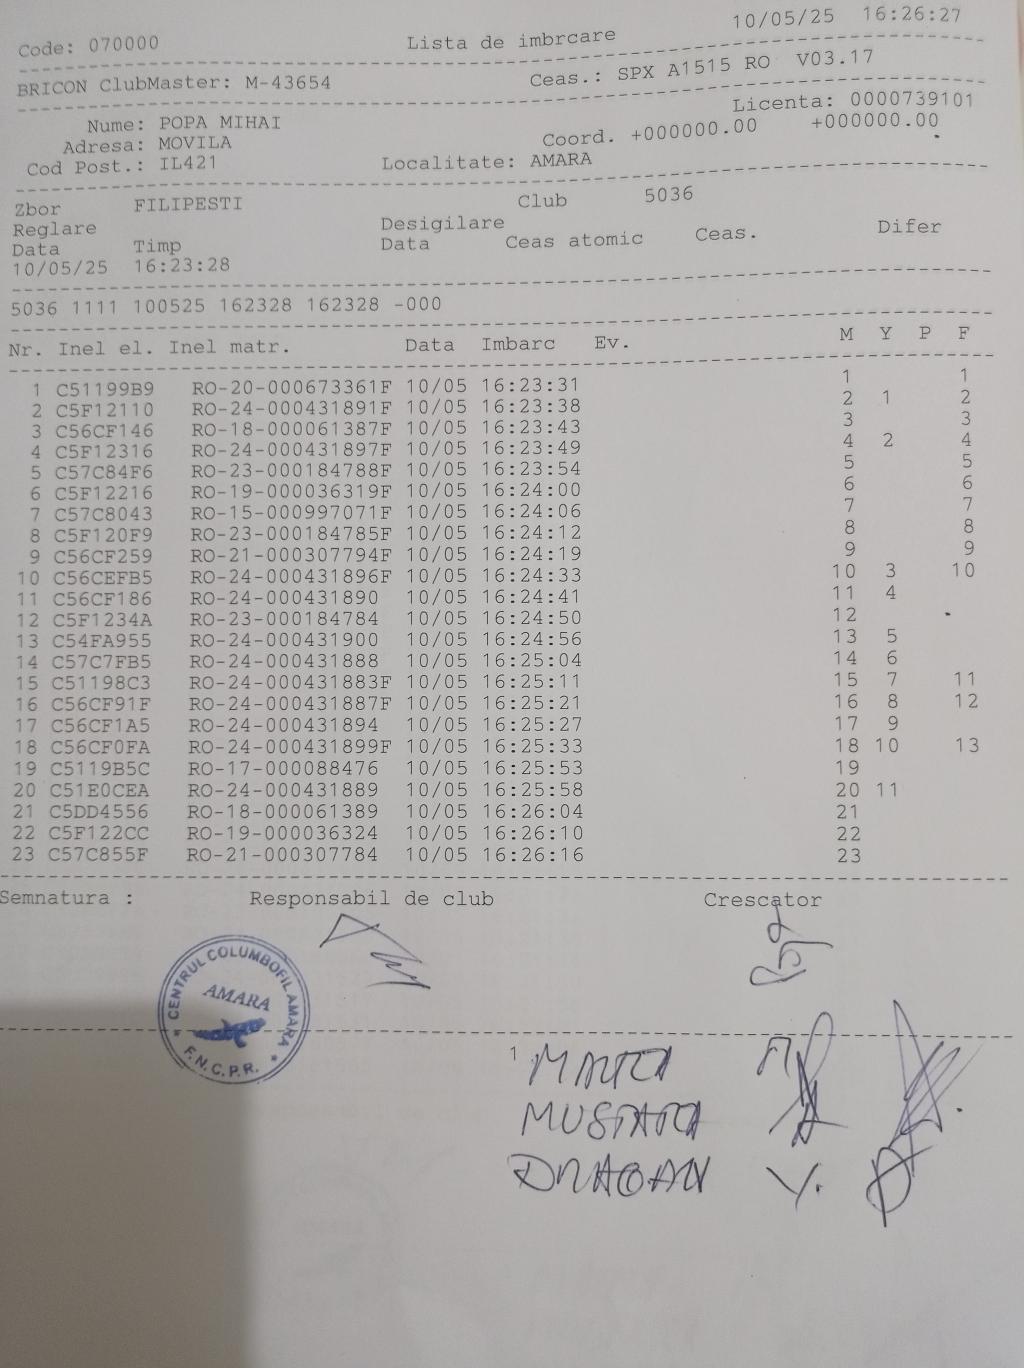 10/05/25 16:26:27
Code: 070000 Lista de imbrcare
BRICON ClubMaster: M-43654 Ceas.: SPX A1515 RO V03.17
Licenta: 0000739101
Nume: POPA MIHAI Coord. +000000.00 +000000.00
Adresa: MOVILA
Cod Post.: IL421 Localitate: AMARA
Zbor FILIPESTI Club 5036
Reglare Desigilare
Data Timp Data Ceas atomic Ceas. Difer
10/05/25 16:23:28
5036 1111 100525 162328 162328 -000
Nr. Inel el. Inel matr. Data Imbarc Ev. M Y P F
1 C51199B9 RO-20-000673361F 10/05 16:23:31 1 1
2 C5F12110 RO-24-000431891F 10/05 16:23:38 2 1 2
3 C56CF146 RO-18-000061387F 10/05 16:23:43 3 3
4 C5F12316 RO-24-000431897F 10/05 16:23:49 4 2 4
5 C57C84F6 RO-23-000184788F 10/05 16:23:54 5 5
6 C5F12216 RO-19-000036319F 10/05 16:24:00 6 6
7 C57C8043 RO-15-000997071F 10/05 16:24:06 7 7
8 C5F120F9 RO-23-000184785F 10/05 16:24:12 8 8
9 C56CF259 RO-21-000307794F 10/05 16:24:19 9 9
10 C56CEFB5 RO-24-000431896F 10/05 16:24:33 10 3 10
11 C56CF186 RO-24-000431890 10/05 16:24:41 11 4
12 C5F1234A RO-23-000184784 10/05 16:24:50 12
13 C54FA955 RO-24-000431900 10/05 16:24:56 13 5
14 C57C7FB5 RO-24-000431888 10/05 16:25:04 14 6
15 C51198C3 RO-24-000431883F 10/05 16:25:11 15 7 11
16 C56CF91F RO-24-000431887F 10/05 16:25:21 16 8 12
17 C56CF1A5 RO-24-000431894 10/05 16:25:27 17 9
18 C56CF0FA RO-24-000431899F 10/05 16:25:33 18 10 13
19 C5119B5C RO-17-000088476 10/05 16:25:53 19
20 C51E0CEA RO-24-000431889 10/05 16:25:58 20 11
21 C5DD4556 RO-18-000061389 10/05 16:26:04 21
22 C5F122CC RO-19-000036324 10/05 16:26:10 22
23 C57C855F RO-21-000307784 10/05 16:26:16 23
Semnatura : Responsabil de club Crescator
CENTRUL COLUMBOFIL AMARA
AMARA
F.N.C.P.R.
1
DRAGAN V.